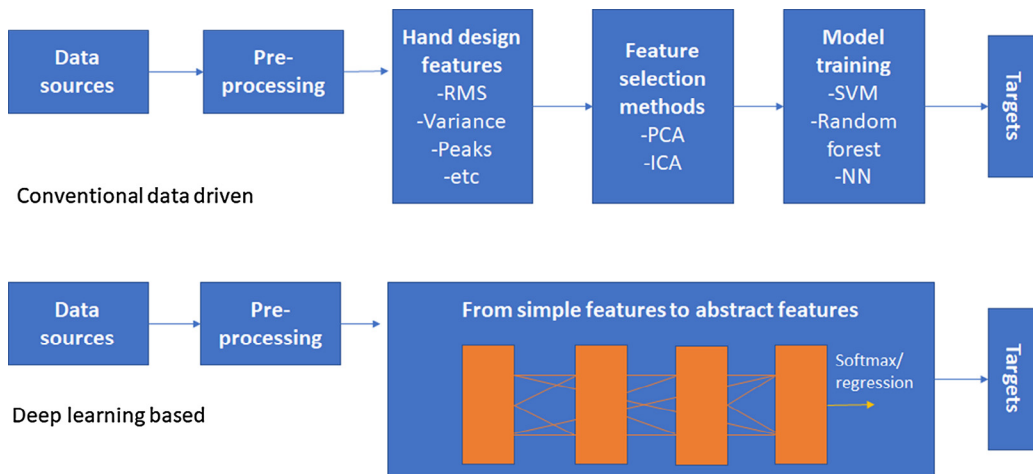 Data
sources
Pre-
processing
Hand design
features
-RMS
-Variance
-Peaks
-etc
Feature
selection
methods
-PCA
-ICA
Model
training
-SVM
-Random
forest
-NN
Targets
Conventional data driven
Data
sources
Pre-
processing
From simple features to abstract features
Softmax/
regression
Targets
Deep learning based